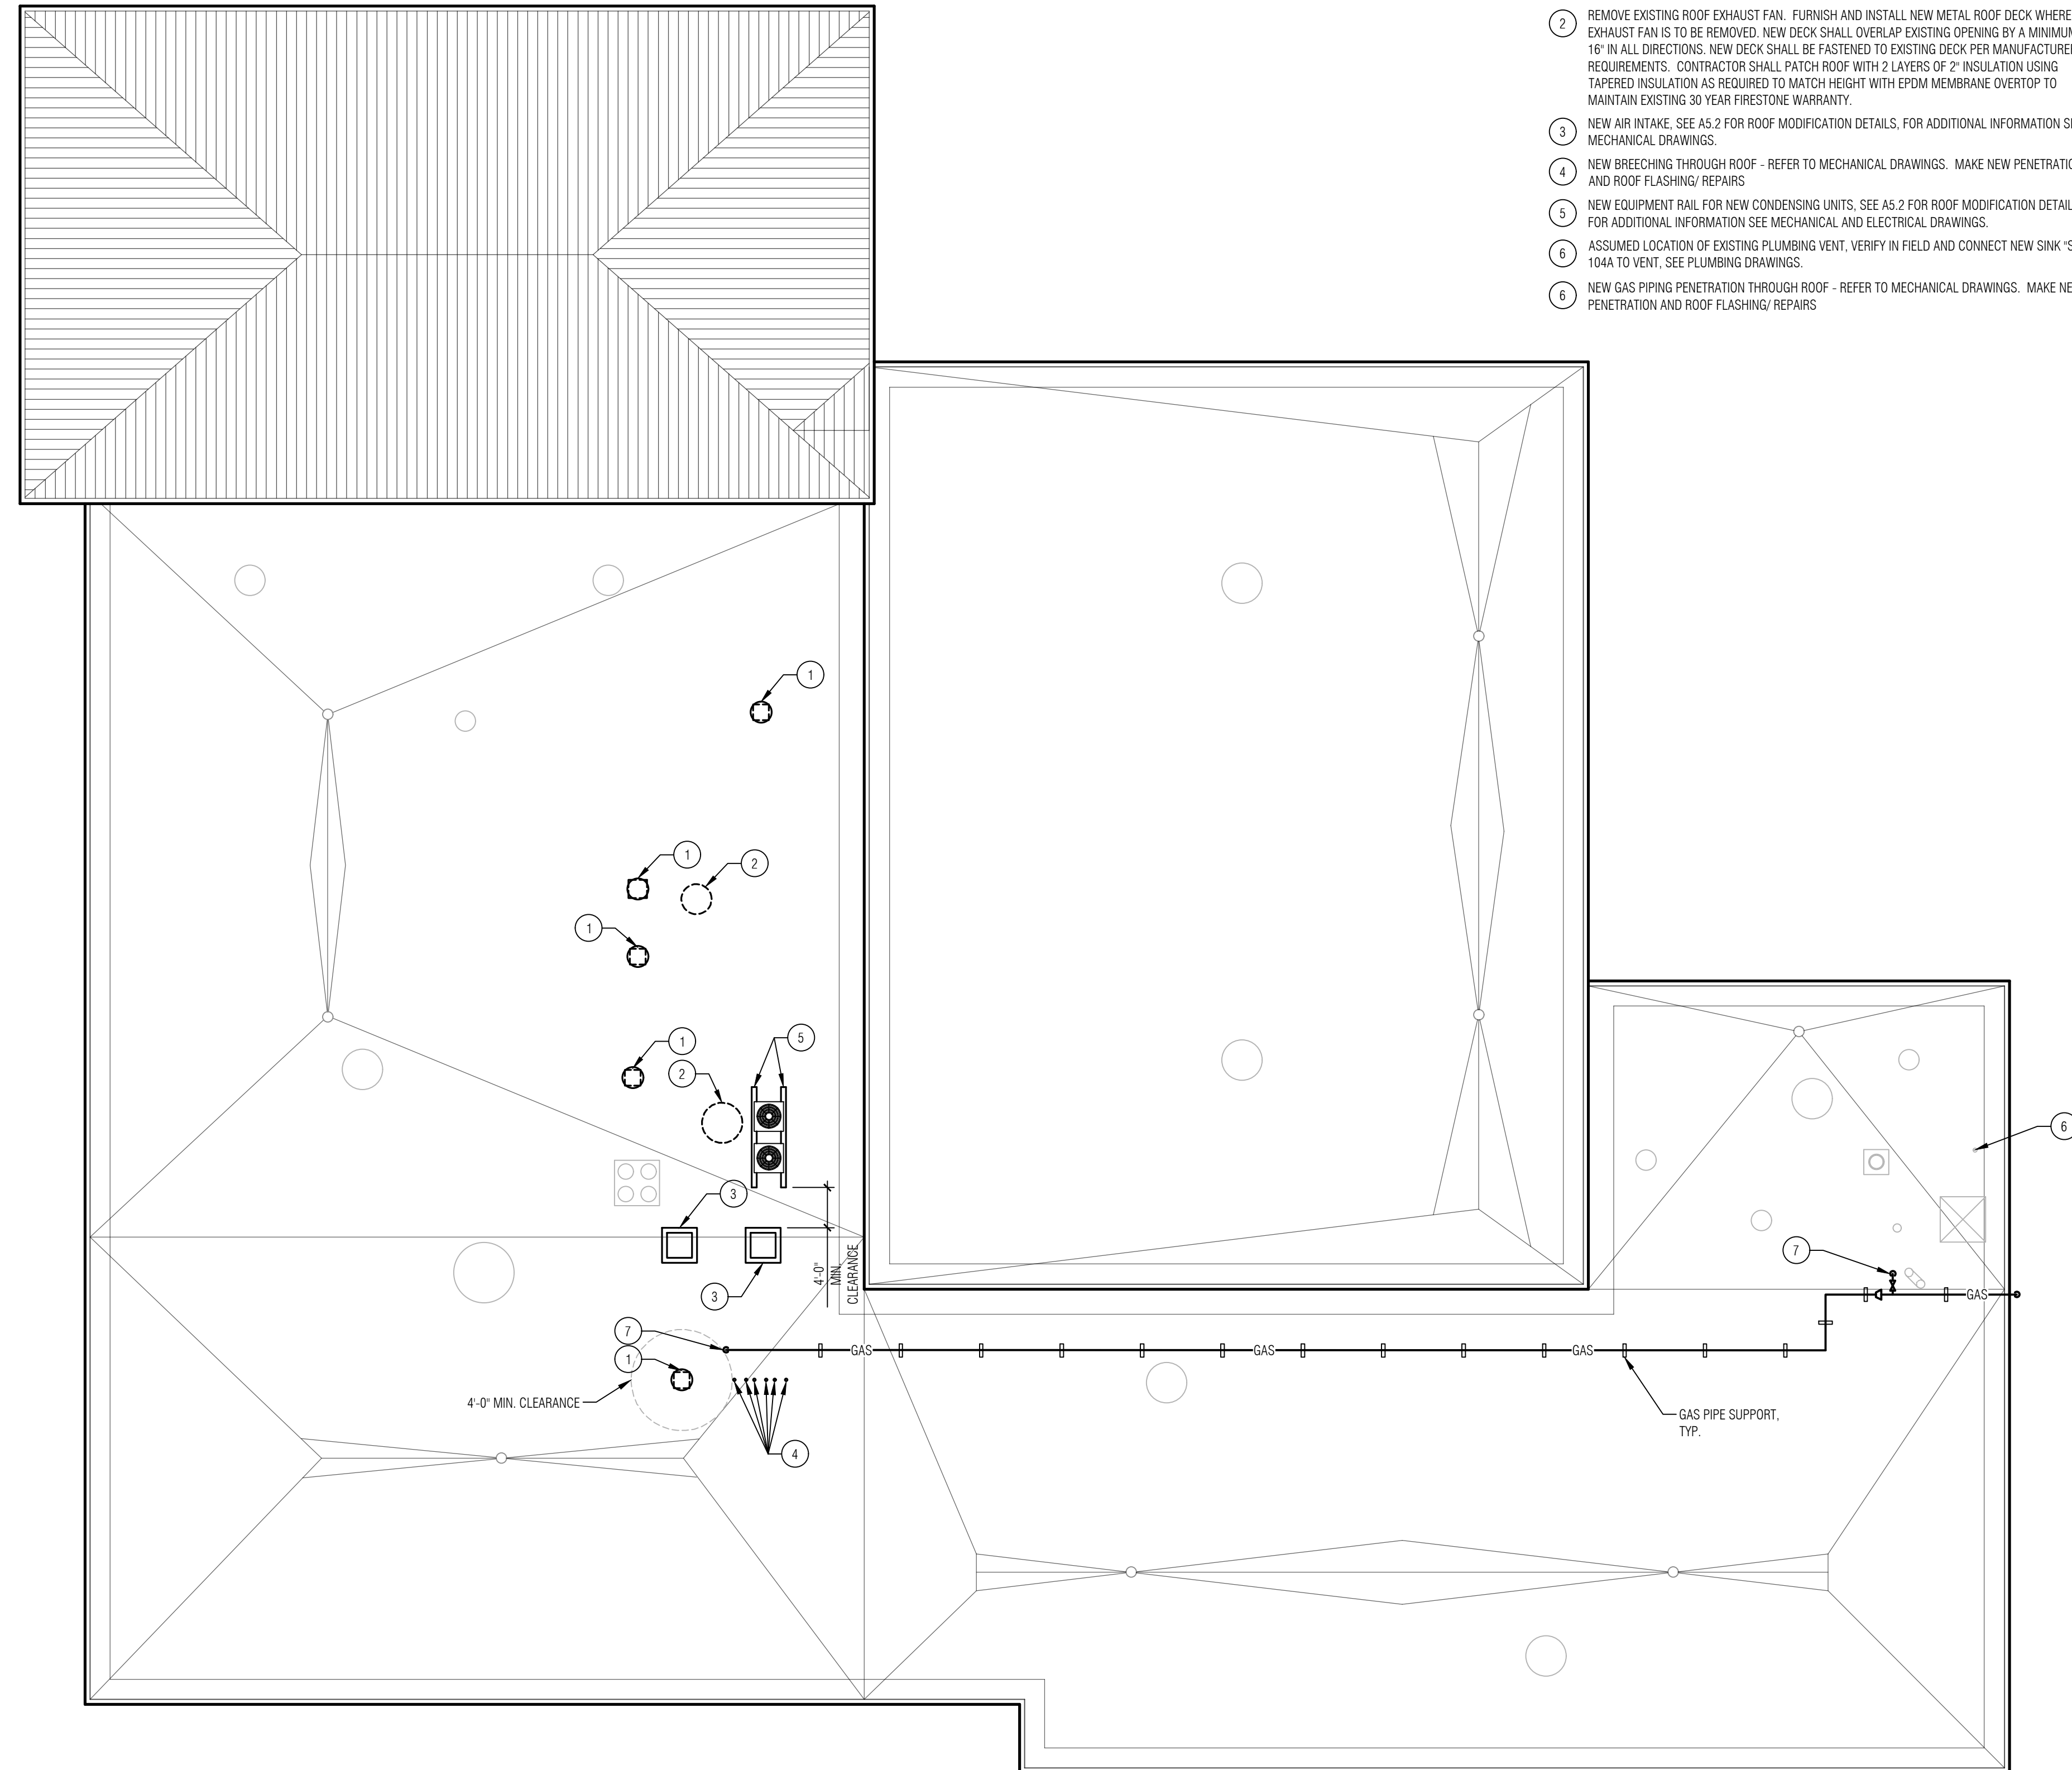 2 REMOVE EXISTING ROOF EXHAUST FAN. FURNISH AND INSTALL NEW METAL ROOF DECK WHERE
EXHAUST FAN IS TO BE REMOVED. NEW DECK SHALL OVERLAP EXISTING OPENING BY A MINIMUM
16" IN ALL DIRECTIONS. NEW DECK SHALL BE FASTENED TO EXISTING DECK PER
REQUIREMENTS. CONTRACTOR SHALL PATCH ROOF WITH 2 LAYERS OF 2" INSULATION USING
TAPERED INSULATION AS REQUIRED TO MATCH HEIGHT WITH EPDM MEMBRANE OVERTOP TO
MAINTAIN EXISTING 30 YEAR FIRESTONE WARRANTY.
3 NEW AIR INTAKE, SEE A5.2 FOR ROOF MODIFICATION DETAILS, FOR ADDITIONAL INFORMATION
MECHANICAL DRAWINGS.
4 NEW BREECHING THROUGH ROOF - REFER TO MECHANICAL DRAWINGS. MAKE NEW
AND ROOF FLASHING/ REPAIRS
5 NEW EQUIPMENT RAIL FOR NEW CONDENSING UNITS, SEE A5.2 FOR ROOF MODIFICATION
FOR ADDITIONAL INFORMATION SEE MECHANICAL AND ELECTRICAL DRAWINGS.
6 ASSUMED LOCATION OF EXISTING PLUMBING VENT, VERIFY IN FIELD AND CONNECT NEW SINK
104A TO VENT, SEE PLUMBING DRAWINGS.
6 NEW GAS PIPING PENETRATION THROUGH ROOF - REFER TO MECHANICAL DRAWINGS. MAKE
PENETRATION AND ROOF FLASHING/ REPAIRS
1
1
2
1
1
5
2
6
3
4'-0"
MIN.
CLEARANCE
7
3
GAS
7
GAS
GAS
GAS
1
4'-0" MIN. CLEARANCE
GAS PIPE SUPPORT,
TYP.
4